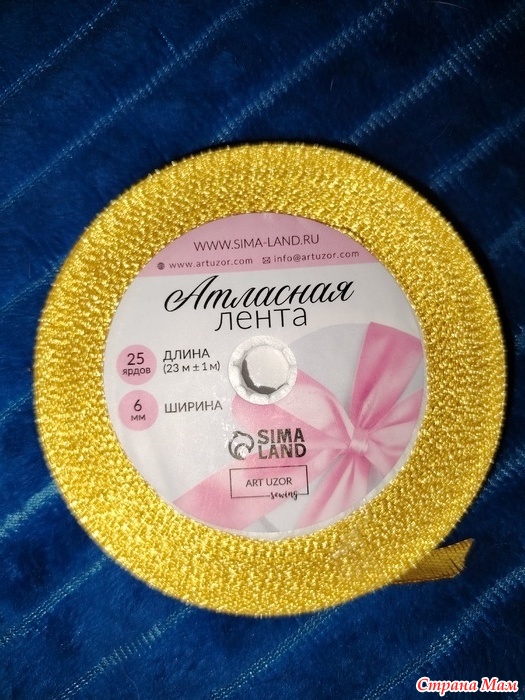 WWW.SIMA-LAND.RU
www.artuzor.com info@artuzor.com
Атласная
лента
25 ярдов
ДЛИНА
(23 м ± 1 м)
6 мм
ШИРИНА
SIMA
LAND
ART UZOR
sewing
Страна Мам